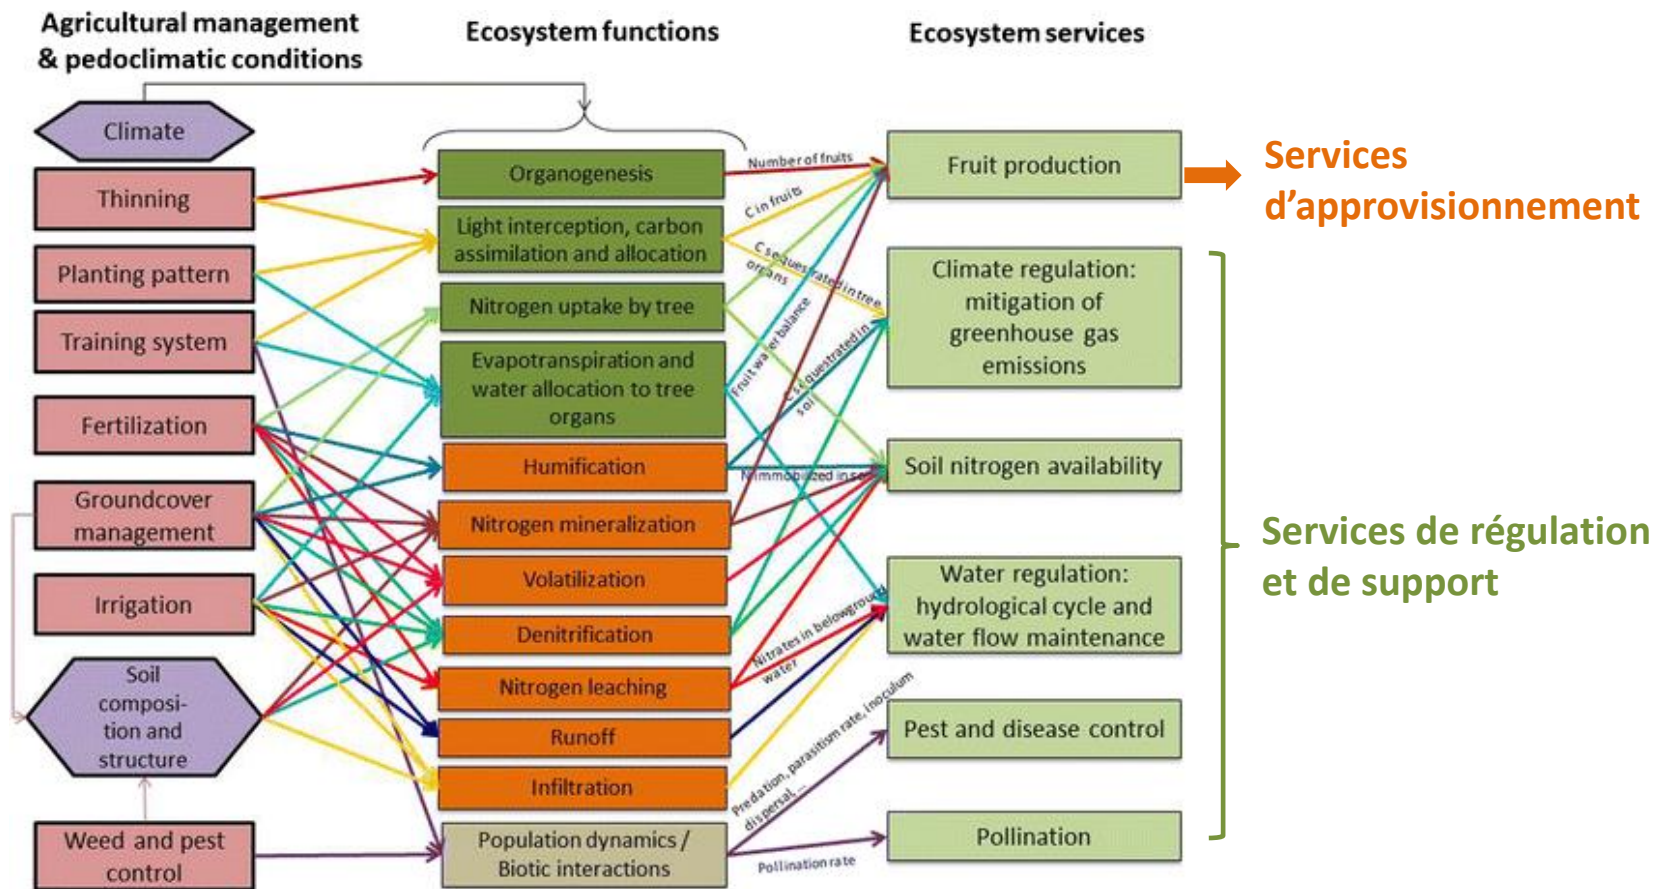 Agricultural management
& pedoclimatic conditions
Ecosystem functions
Ecosystem services
Climate
Thinning
Planting pattern
Training system
Fertilization
Groundcover
management
Irrigation
Soil
composi-
tion and
structure
Weed and pest
control
Organogenesis
Light interception, carbon
assimilation and allocation
Nitrogen uptake by tree
Evapotranspiration and
water allocation to tree
organs
Humification
Nitrogen mineralization
Volatilization
Denitrification
Nitrogen leaching
Runoff
Infiltration
Population dynamics /
Biotic interactions
Number of fruits
C in fruits
C sequestrated in tree
organs
Fruit water balance
C sequestrated in
soil
N immobilized in so
Nitrates in belowground
water
Predation, parasitism rate, inoculum
dispersal, ...
Pollination rate
Fruit production
Climate regulation:
mitigation of
greenhouse gas
emissions
Soil nitrogen availability
Water regulation:
hydrological cycle and
water flow maintenance
Pest and disease control
Pollination
Services
d’approvisionnement
Services de régulation
et de support